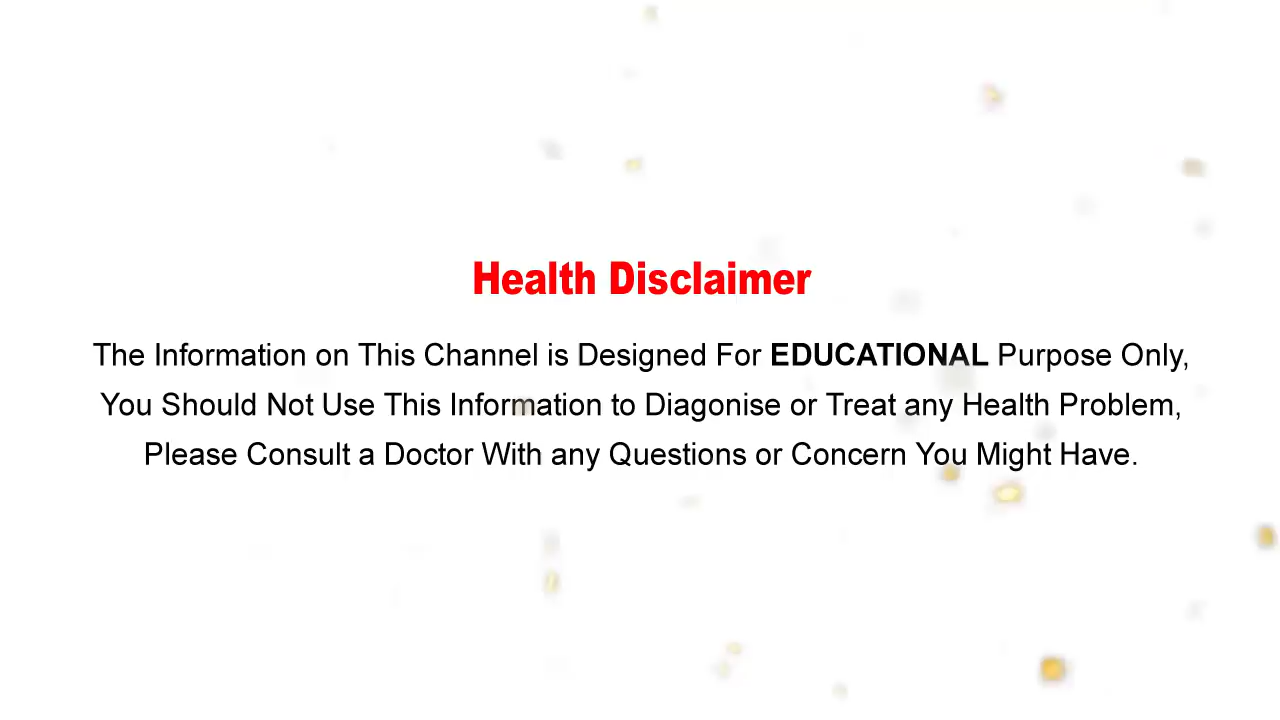 Health Disclaimer
The Information on This Channel is Designed For EDUCATIONAL Purpose Only,
You Should Not Use This Information to Diagonise or Treat any Health Problem,
Please Consult a Doctor With any Questions or Concern You Might Have.